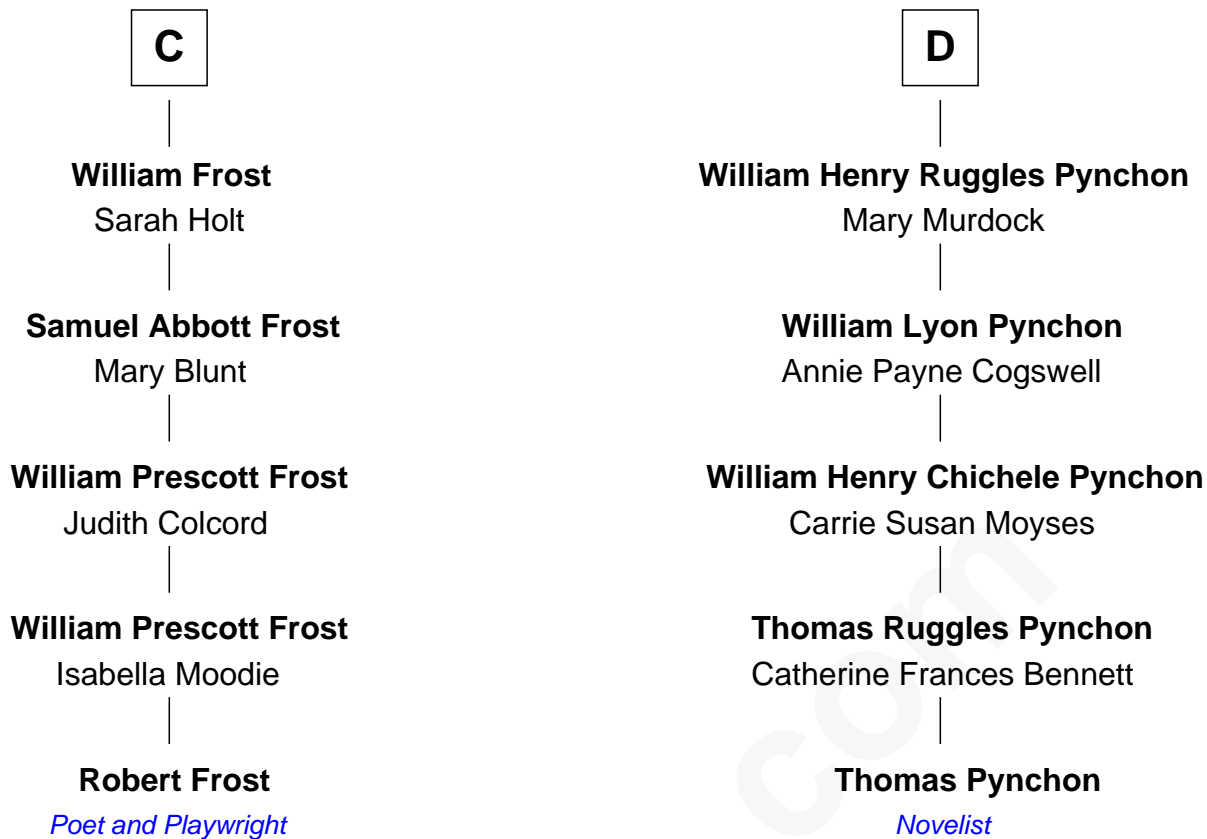 C
William Frost
Sarah Holt
Samuel Abbott Frost
Mary Blunt
William Prescott Frost
Judith Colcord
William Prescott Frost
Isabella Moodie
Robert Frost
Poet and Playwright
D
William Henry Ruggles Pynchon
Mary Murdock
William Lyon Pynchon
Annie Payne Cogswell
William Henry Chichele Pynchon
Carrie Susan Moyses
Thomas Ruggles Pynchon
Catherine Frances Bennett
Thomas Pynchon
Novelist
com